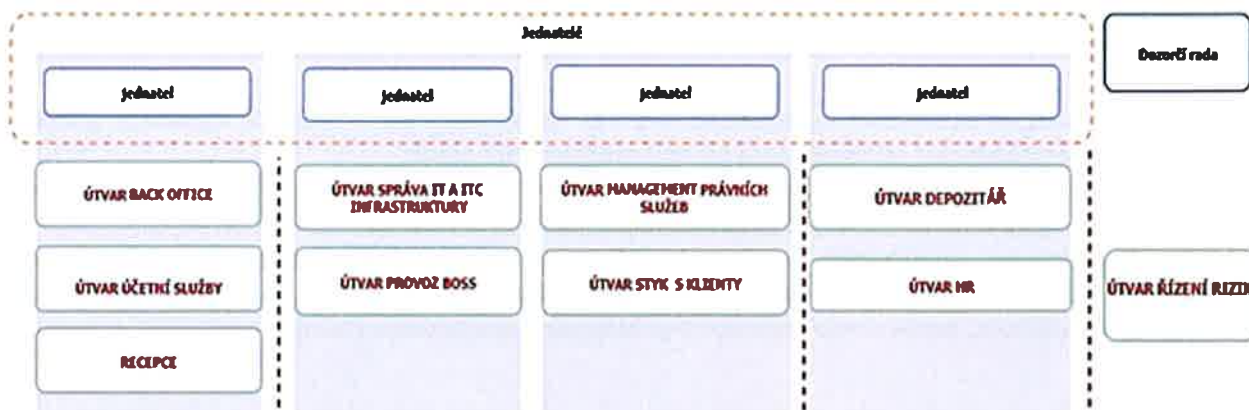 Jednatelé
Dozorčí rada
Jednatel
Jednatel
Jednatel
Jednatel
ÚTVAR BACK OFFICE
ÚTVAR SPRÁVA IT A ITC
INFRASTRUKTURY
ÚTVAR MANAGEMENT PRÁVNÍCH
SLUŽEB
ÚTVAR DEPOZITÁŘ
ÚTVAR ÚČETNÍ SLUŽBY
ÚTVAR PROVOZ BOSS
ÚTVAR STYK S KLIENTY
ÚTVAR HR
ÚTVAR ŘÍZENÍ RIZIK
RECEPCE